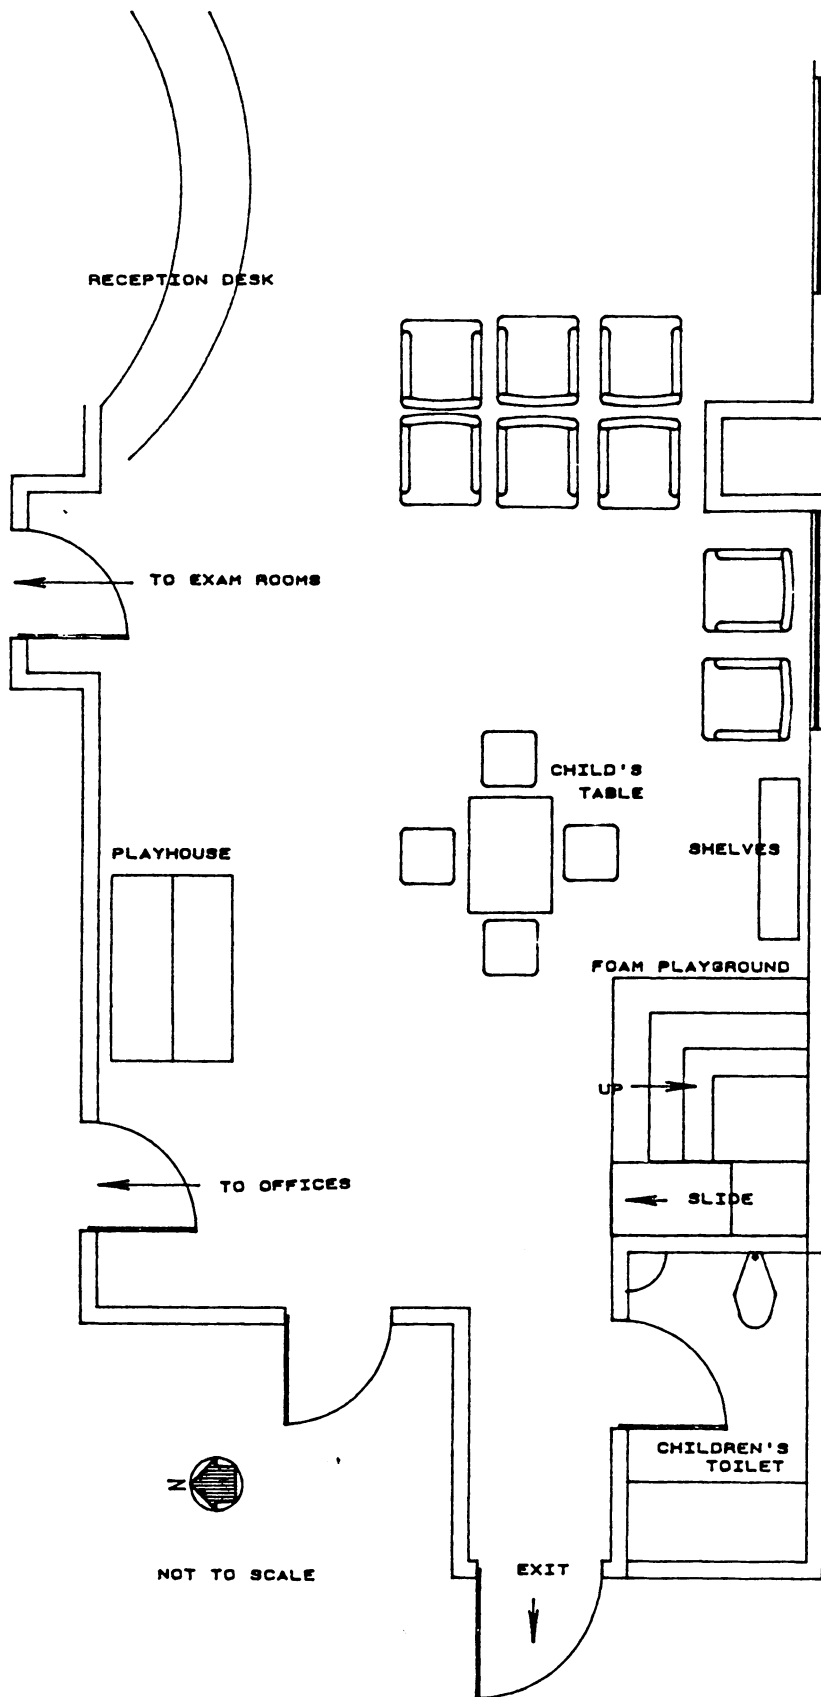 RECEPTION DESK
TO EXAM ROOMS
CHILD'S
TABLE
PLAYHOUSE
SHELVES
FOAM PLAYGROUND
UP
TO OFFICES
SLIDE
CHILDREN'S
TOILET
N
EXIT
NOT TO SCALE